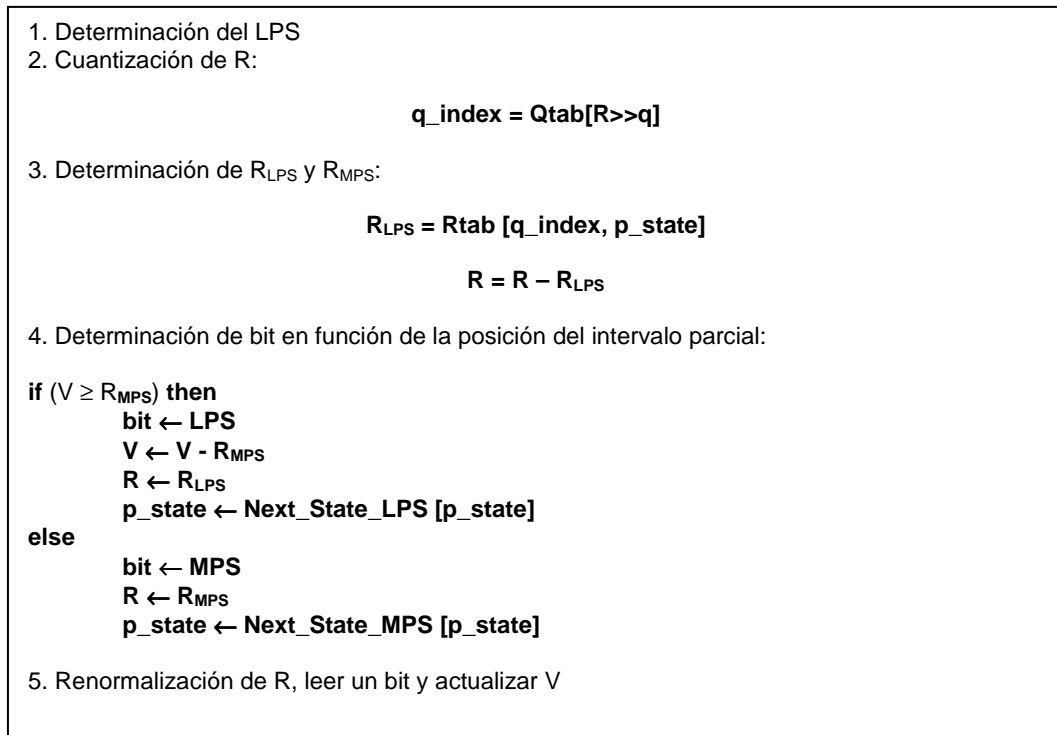 1. Determinación del LPS
2. Cuantización de R:
q_index = Qtab[R>>q]
3. Determinación de RLPS y RMPS:
RLPS = Rtab [q_index, p_state]
R = R – RLPS
4. Determinación de bit en función de la posición del intervalo parcial:
if (V ≥ RMPS) then
bit ← LPS
V ← V - RMPS
R ← RLPS
p_state ← Next_State_LPS [p_state]
else
bit ← MPS
R ← RMPS
p_state ← Next_State_MPS [p_state]
5. Renormalización de R, leer un bit y actualizar V